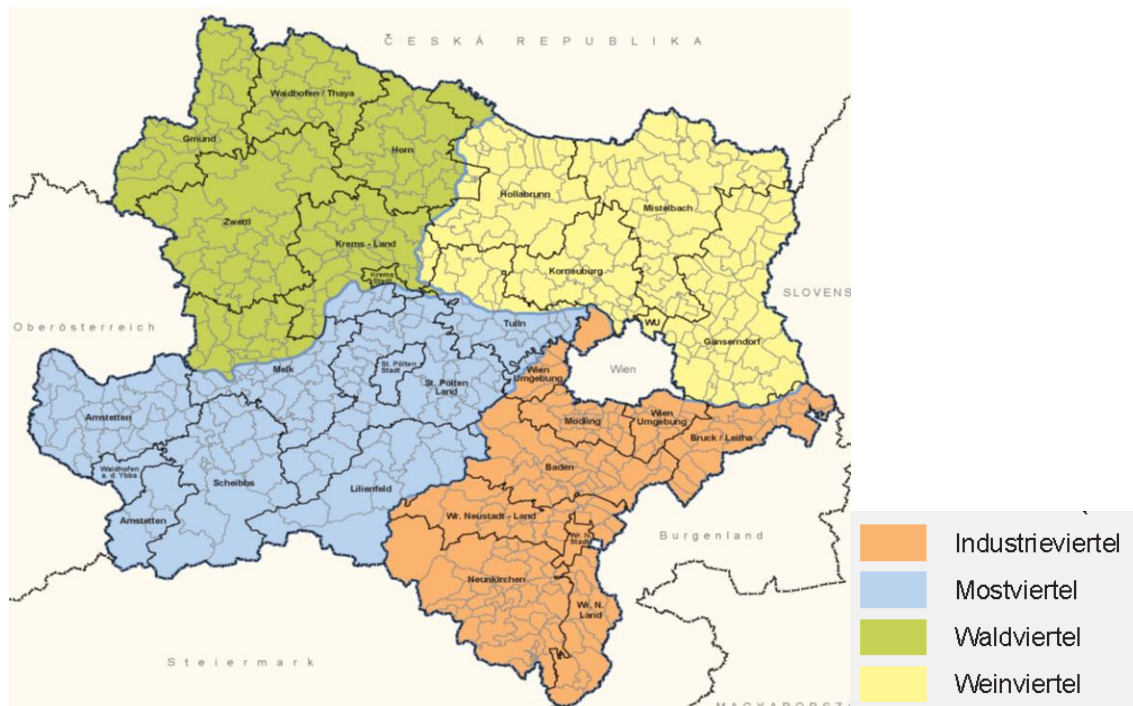 ČESKÁ REPUBLIKA
Waidhofen / Thaya
Gmünd
Horn
Hollabrunn
Mistelbach
Zwettl
Krems - Land
Korneuburg
Krems
Stadt
SLOVENS
Oberösterreich
Tulln
WU
Ganserndorf
Melk
St. Pölten
Stadt
Wien
Umgebung
Wien
St. Pölten
Land
Amstetten
Mödling
Wien
Umgebung
Bruck / Leitha
Waidhofen
a. d. Ybbs
Scheibbs
Lilienfeld
Baden
Amstetten
Wr. Neustadt - Land
Wr. N.
Stadt
Burgenland
Neunkirchen
Wr. N.
Land
Steiermark
MAGYARORSZÁ
Industrieviertel
Mostviertel
Waldviertel
Weinviertel